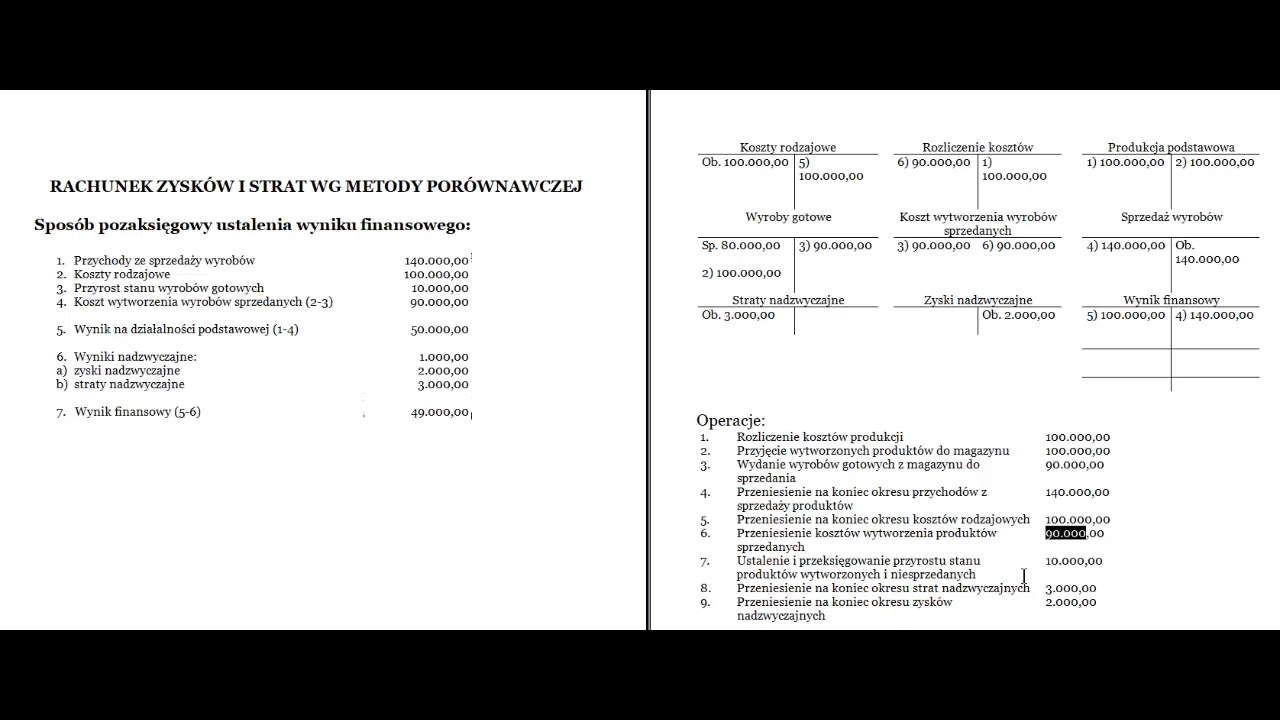 RACHUNEK ZYSKÓW I STRAT WG METODY PORÓWNAWCZEJ
Sposób pozaksięgowy ustalenia wyniku finansowego:
1. Przychody ze sprzedaży wyrobów 140.000,00
2. Koszty rodzajowe 100.000,00
3. Przyrost stanu wyrobów gotowych 10.000,00
4. Koszt wytworzenia wyrobów sprzedanych (2-3) 90.000,00
5. Wynik na działalności podstawowej (1-4) 50.000,00
6. Wyniki nadzwyczajne: 1.000,00
a) zyski nadzwyczajne 2.000,00
b) straty nadzwyczajne 3.000,00
7. Wynik finansowy (5-6) 49.000,00
Koszty rodzajowe Rozliczenie kosztów Produkcja podstawowa
Ob. 100.000,00 5) 6) 90.000,00 1) 1) 100.000,00 2) 100.000,00
100.000,00 100.000,00
Wyroby gotowe Koszt wytworzenia wyrobów Sprzedaż wyrobów
sprzedanych
Sp. 80.000,00 3) 90.000,00 3) 90.000,00 6) 90.000,00 4) 140.000,00 Ob.
140.000,00
2) 100.000,00
Straty nadzwyczajne Zyski nadzwyczajne Wynik finansowy
Ob. 3.000,00 Ob. 2.000,00 5) 100.000,00 4) 140.000,00
Operacje:
1. Rozliczenie kosztów produkcji 100.000,00
2. Przyjęcie wytworzonych produktów do magazynu 100.000,00
3. Wydanie wyrobów gotowych z magazynu do 90.000,00
sprzedania
4. Przeniesienie na koniec okresu przychodów z 140.000,00
sprzedaży produktów
5. Przeniesienie na koniec okresu kosztów rodzajowych 100.000,00
6. Przeniesienie kosztów wytworzenia produktów 90.000,00
sprzedanych
7. Ustalenie i przeksięgowanie przyrostu stanu 10.000,00
produktów wytworzonych i niesprzedanych
8. Przeniesienie na koniec okresu strat nadzwyczajnych 3.000,00
9. Przeniesienie na koniec okresu zysków 2.000,00
nadzwyczajnych